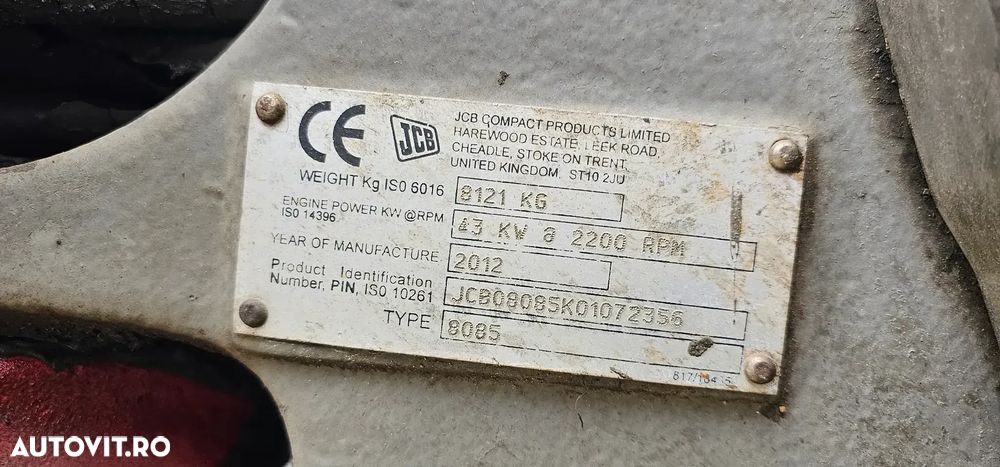 CE
JCB
JCB COMPACT PRODUCTS LIMITED
HAREWOOD ESTATE, LEEK ROAD,
CHEADLE, STOKE ON TRENT,
UNITED KINGDOM ST10 2JU
WEIGHT Kg IS0 6016 8121 KG
ENGINE POWER KW @RPM
ISO 14396 43 KW @ 2200 RPM
YEAR OF MANUFACTURE 2012
Product Identification
Number, PIN, ISO 10261 JCB08085K01072356
TYPE 8085
AUTOVIT.RO